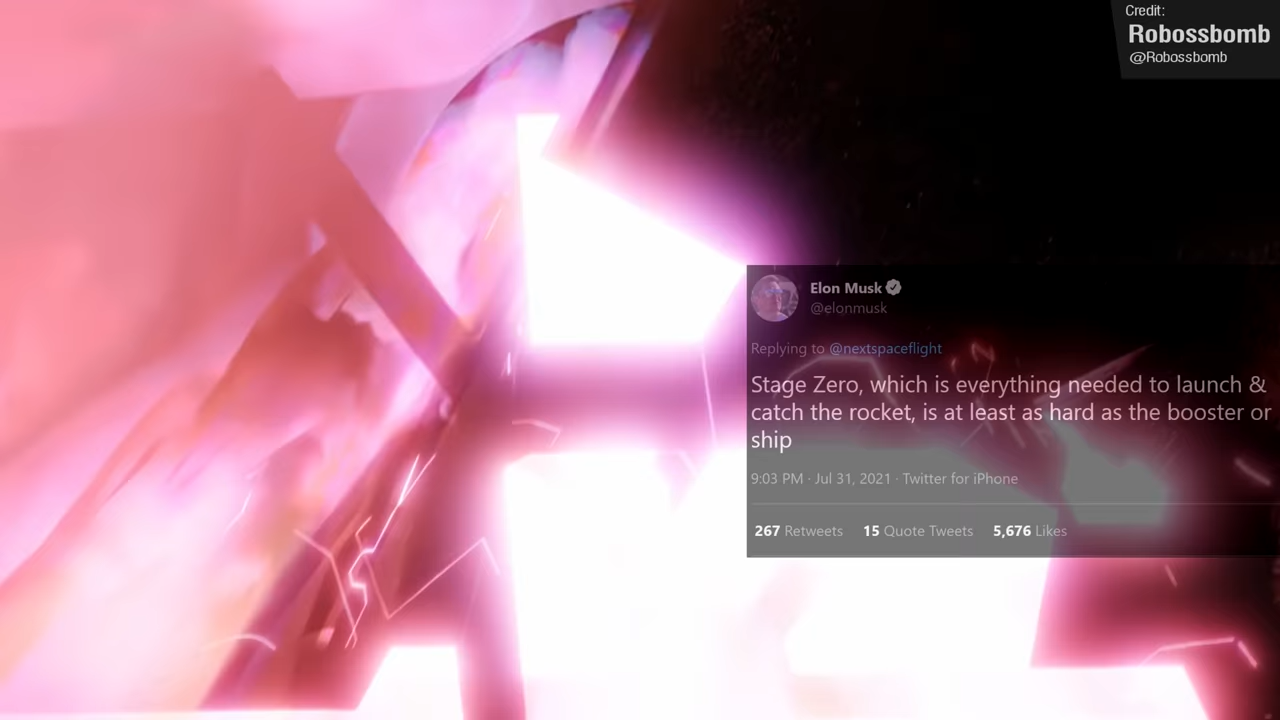 Credit:
Robossbomb
@Robossbomb
Elon Musk
@elonmusk
Replying to @nextspaceflight
Stage Zero, which is everything needed to launch &
catch the rocket, is at least as hard as the booster or
ship
9:03 PM · Jul 31, 2021 · Twitter for iPhone
267 Retweets 15 Quote Tweets 5,676 Likes